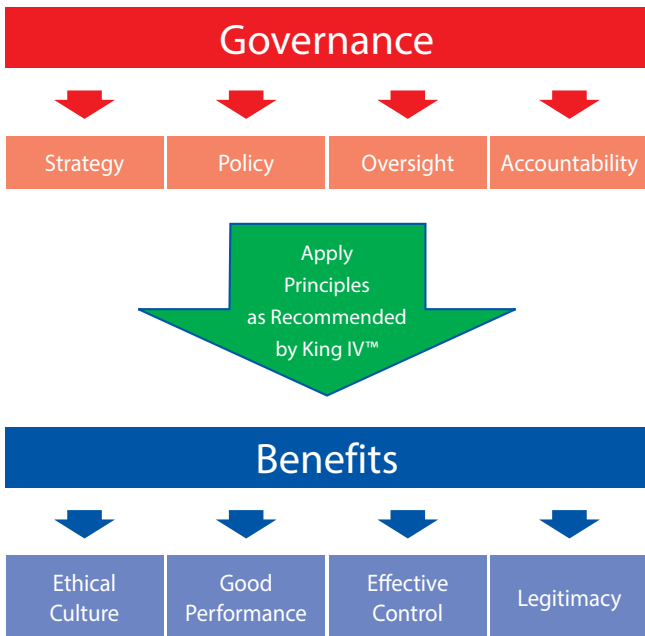 Governance
Strategy
Policy
Oversight
Accountability
Apply
Principles
as Recommended
by King IV™
Benefits
Ethical
Culture
Good
Performance
Effective
Control
Legitimacy